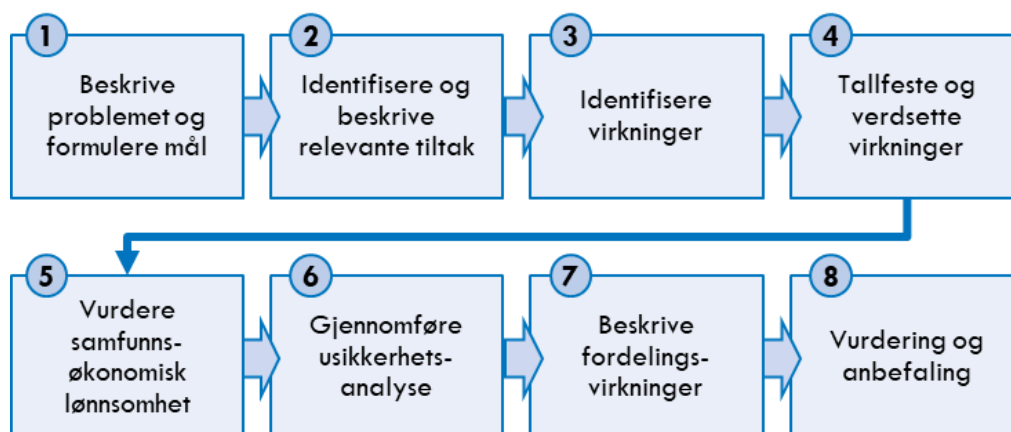 1
Beskrive
problemet og
formulere mål
2
Identifisere og
beskrive
relevante tiltak
3
Identifisere
virkninger
4
Tallfeste og
verdsette
virkninger
5
Vurdere
samfunns-
økonomisk
lønnsomhet
6
Gjennomføre
usikkerhets-
analyse
7
Beskrive
fordelings-
virkninger
8
Vurdering og
anbefaling